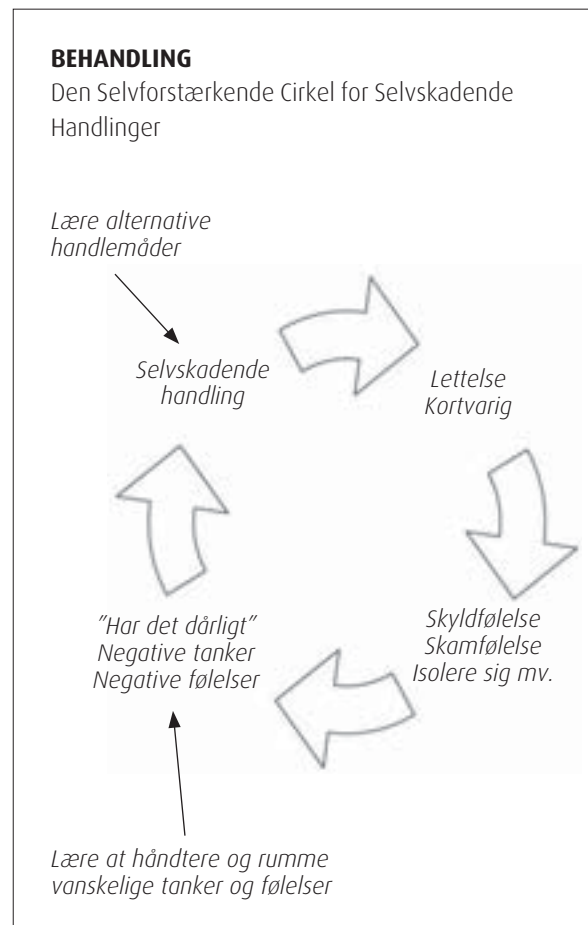 BEHANDLING
Den Selvforstærkende Cirkel for Selvskadende
Handlinger
Lære alternative
handlemåder
Selvskadende
handling
Lettelse
Kortvarig
Skyldfølelse
Skamfølelse
Isolere sig mv.
”Har det dårligt”
Negative tanker
Negative følelser
Lære at håndtere og rumme
vanskelige tanker og følelser